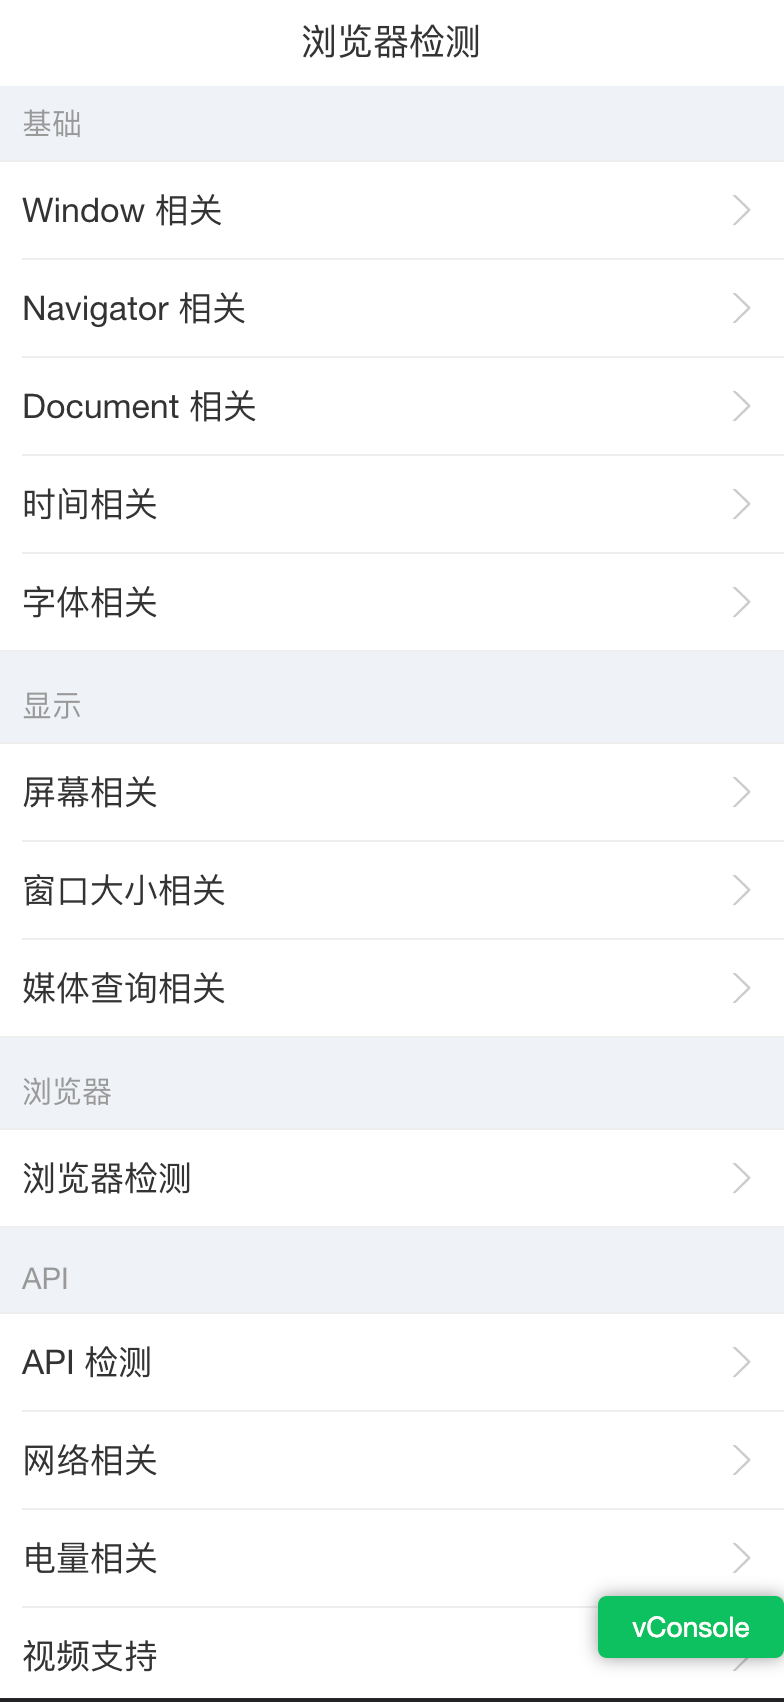 浏览器检测
基础
Window 相关
Navigator 相关
Document 相关
时间相关
字体相关
显示
屏幕相关
窗口大小相关
媒体查询相关
浏览器
浏览器检测
API
API 检测
网络相关
电量相关
vConsole
视频支持